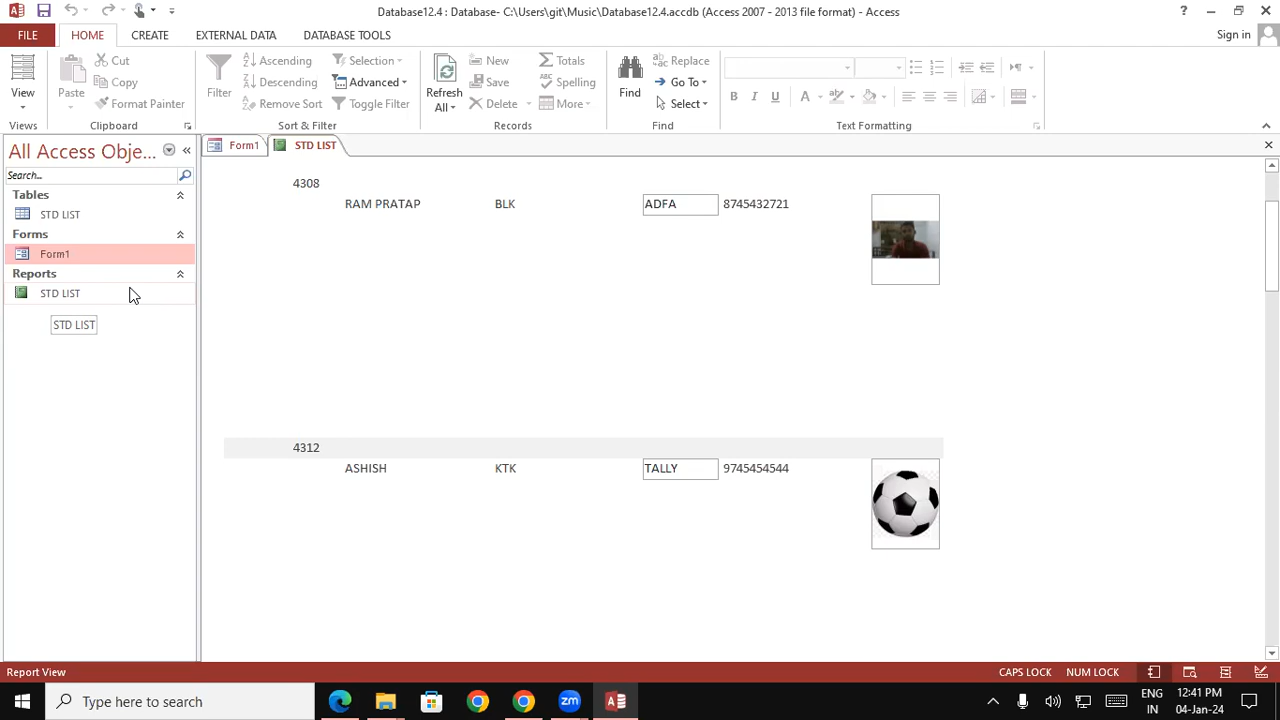 Database12.4 : Database- C:\Users\git\Music\Database12.4.accdb (Access 2007 - 2013 file format) - Access
?
FILE HOME CREATE EXTERNAL DATA DATABASE TOOLS Sign in
View
Paste
Cut
Copy
Format Painter
Filter
Ascending
Descending
Remove Sort
Selection
Advanced
Toggle Filter
Refresh
All
New
Save
Delete
Totals
Spelling
More
Find
Replace
Go To
Select
B I U A
Views Clipboard Sort & Filter Records Find Text Formatting
All Access Obje...
Search...
Tables
STD LIST
Forms
Form1
Reports
STD LIST
STD LIST
Form1 STD LIST
4308
RAM PRATAP BLK ADFA 8745432721
4312
ASHISH KTK TALLY 9745454544
Report View CAPS LOCK NUM LOCK
Type here to search
ENG
IN
12:41 PM
04-Jan-24